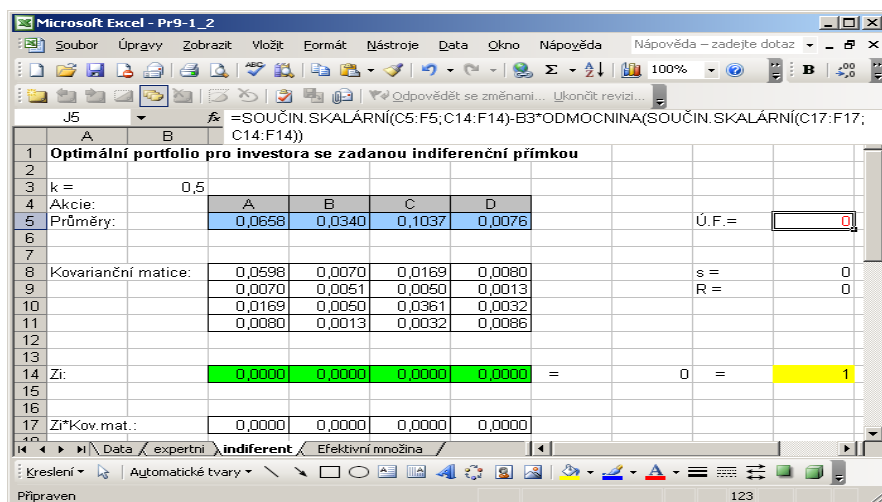 Microsoft Excel - Pr9-1_2
Soubor Úpravy Zobrazit Vložit Formát Nástroje Data Okno Nápověda Nápověda – zadejte dotaz
Σ 100% B
Odpovědět se změnami... Ukončit revizi...
J5 fx =SOUČIN.SKALÁRNÍ(C5:F5;C14:F14)-B3*ODMOCNINA(SOUČIN.SKALÁRNÍ(C17:F17;
C14:F14))
A B
1 Optimální portfolio pro investora se zadanou indiferenční přímkou
2
3 k = 0,5
4 Akcie: A B C D
5 Průměry: 0,0658 0,0340 0,1037 0,0076 Ú.F.= 0
6
7
8 Kovarianční matice: 0,0598 0,0070 0,0169 0,0080 s = 0
9 0,0070 0,0051 0,0050 0,0013 R = 0
10 0,0169 0,0050 0,0361 0,0032
11 0,0080 0,0013 0,0032 0,0086
12
13
14 Zi: 0,0000 0,0000 0,0000 0,0000 = 0 = 1
15
16
17 Zi*Kov.mat.: 0,0000 0,0000 0,0000 0,0000
Data expertni indiferent Efektivní množina
Kreslení Automatické tvary A A
Připraven 123